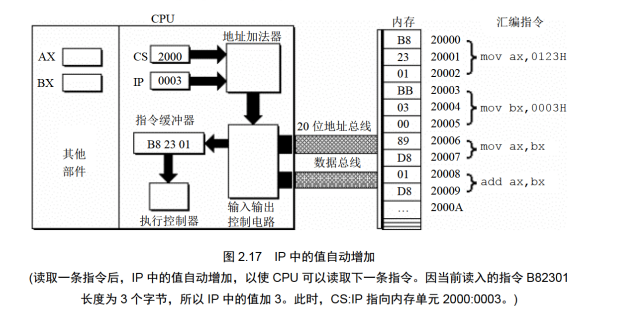 CPU
内存
汇编指令
地址加法器
AX
BX
CS 2000
IP 0003
指令缓冲器
B8 23 01
其他
部件
执行控制器
输入输出
控制电路
20 位地址总线
数据总线
B8 20000
23 20001 mov ax,0123H
01 20002
BB 20003
03 20004 mov bx,0003H
00 20005
89 20006 mov ax,bx
D8 20007
01 20008 add ax,bx
D8 20009
… 2000A
图 2.17 IP 中的值自动增加
(读取一条指令后，IP 中的值自动增加，以使 CPU 可以读取下一条指令。因当前读入的指令 B82301
长度为 3 个字节，所以 IP 中的值加 3。此时，CS:IP 指向内存单元 2000:0003。)